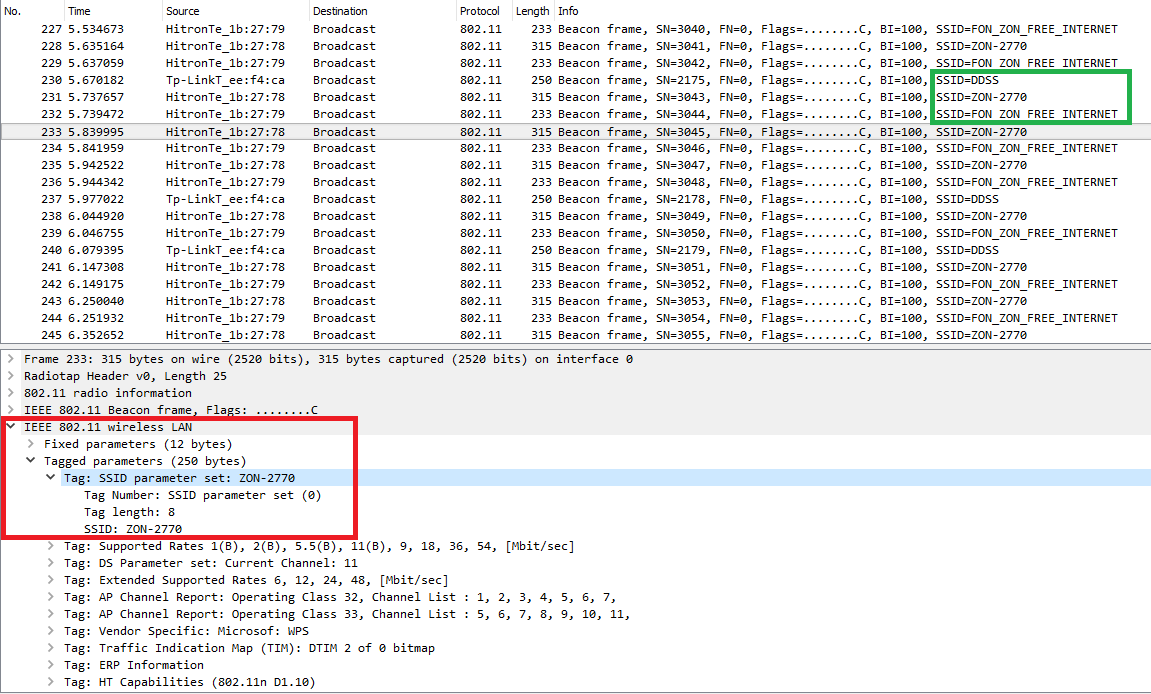 No. Time Source Destination Protocol Length Info
227 5.534673 HitronTe_1b:27:79 Broadcast 802.11 233 Beacon frame, SN=3040, FN=0, Flags=........C, BI=100, SSID=FON_ZON_FREE_INTERNET
228 5.635164 HitronTe_1b:27:78 Broadcast 802.11 315 Beacon frame, SN=3041, FN=0, Flags=........C, BI=100, SSID=ZON-2770
229 5.637059 HitronTe_1b:27:79 Broadcast 802.11 233 Beacon frame, SN=3042, FN=0, Flags=........C, BI=100, SSID=FON_ZON_FREE_INTERNET
230 5.670182 Tp-LinkT_ee:f4:ca Broadcast 802.11 250 Beacon frame, SN=2175, FN=0, Flags=........C, BI=100, SSID=DDSS
231 5.737657 HitronTe_1b:27:78 Broadcast 802.11 315 Beacon frame, SN=3043, FN=0, Flags=........C, BI=100, SSID=ZON-2770
232 5.739472 HitronTe_1b:27:79 Broadcast 802.11 233 Beacon frame, SN=3044, FN=0, Flags=........C, BI=100, SSID=FON_ZON_FREE_INTERNET
233 5.839995 HitronTe_1b:27:78 Broadcast 802.11 315 Beacon frame, SN=3045, FN=0, Flags=........C, BI=100, SSID=ZON-2770
234 5.841959 HitronTe_1b:27:79 Broadcast 802.11 233 Beacon frame, SN=3046, FN=0, Flags=........C, BI=100, SSID=FON_ZON_FREE_INTERNET
235 5.942522 HitronTe_1b:27:78 Broadcast 802.11 315 Beacon frame, SN=3047, FN=0, Flags=........C, BI=100, SSID=ZON-2770
236 5.944342 HitronTe_1b:27:79 Broadcast 802.11 233 Beacon frame, SN=3048, FN=0, Flags=........C, BI=100, SSID=FON_ZON_FREE_INTERNET
237 5.977022 Tp-LinkT_ee:f4:ca Broadcast 802.11 250 Beacon frame, SN=2178, FN=0, Flags=........C, BI=100, SSID=DDSS
238 6.044920 HitronTe_1b:27:78 Broadcast 802.11 315 Beacon frame, SN=3049, FN=0, Flags=........C, BI=100, SSID=ZON-2770
239 6.046755 HitronTe_1b:27:79 Broadcast 802.11 233 Beacon frame, SN=3050, FN=0, Flags=........C, BI=100, SSID=FON_ZON_FREE_INTERNET
240 6.079395 Tp-LinkT_ee:f4:ca Broadcast 802.11 250 Beacon frame, SN=2179, FN=0, Flags=........C, BI=100, SSID=DDSS
241 6.147308 HitronTe_1b:27:78 Broadcast 802.11 315 Beacon frame, SN=3051, FN=0, Flags=........C, BI=100, SSID=ZON-2770
242 6.149175 HitronTe_1b:27:79 Broadcast 802.11 233 Beacon frame, SN=3052, FN=0, Flags=........C, BI=100, SSID=FON_ZON_FREE_INTERNET
243 6.250040 HitronTe_1b:27:78 Broadcast 802.11 315 Beacon frame, SN=3053, FN=0, Flags=........C, BI=100, SSID=ZON-2770
244 6.251932 HitronTe_1b:27:79 Broadcast 802.11 233 Beacon frame, SN=3054, FN=0, Flags=........C, BI=100, SSID=FON_ZON_FREE_INTERNET
245 6.352652 HitronTe_1b:27:78 Broadcast 802.11 315 Beacon frame, SN=3055, FN=0, Flags=........C, BI=100, SSID=ZON-2770
Frame 233: 315 bytes on wire (2520 bits), 315 bytes captured (2520 bits) on interface 0
Radiotap Header v0, Length 25
802.11 radio information
IEEE 802.11 Beacon frame, Flags: ........C
IEEE 802.11 wireless LAN
Fixed parameters (12 bytes)
Tagged parameters (250 bytes)
Tag: SSID parameter set: ZON-2770
Tag Number: SSID parameter set (0)
Tag length: 8
SSID: ZON-2770
Tag: Supported Rates 1(B), 2(B), 5.5(B), 11(B), 9, 18, 36, 54, [Mbit/sec]
Tag: DS Parameter set: Current Channel: 11
Tag: Extended Supported Rates 6, 12, 24, 48, [Mbit/sec]
Tag: AP Channel Report: Operating Class 32, Channel List : 1, 2, 3, 4, 5, 6, 7,
Tag: AP Channel Report: Operating Class 33, Channel List : 5, 6, 7, 8, 9, 10, 11,
Tag: Vendor Specific: Microsof: WPS
Tag: Traffic Indication Map (TIM): DTIM 2 of 0 bitmap
Tag: ERP Information
Tag: HT Capabilities (802.11n D1.10)